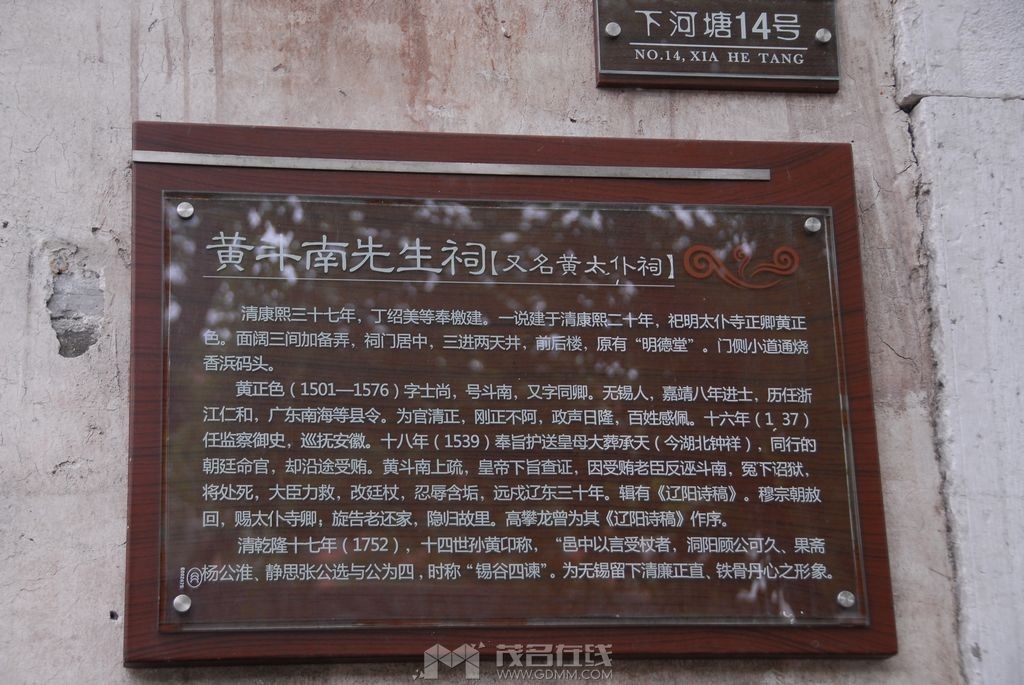 下河塘14号
NO.14, XIA HE TANG
黄斗南先生祠【又名黄太仆祠】
清康熙三十七年，丁绍美等奉檄建。一说建于清康熙二十年，祀明太仆寺正卿黄正
色。面阔三间加备弄，祠门居中，三进两天井，前后楼，原有“明德堂”。门侧小道通烧
香浜码头。
黄正色（1501—1576）字士尚，号斗南，又字同卿。无锡人，嘉靖八年进士，历任浙
江仁和，广东南海等县令。为官清正，刚正不阿，政声日隆，百姓感佩。十六年（1 37）
任监察御史，巡抚安徽。十八年（1539）奉旨护送皇母大葬承天（今湖北钟祥），同行的
朝廷命官，却沿途受贿。黄斗南上疏，皇帝下旨查证，因受贿老臣反诬斗南，冤下诏狱，
将处死，大臣力救，改廷杖，忍辱含垢，远戍辽东三十年。辑有《辽阳诗稿》。穆宗朝赦
回，赐太仆寺卿；旋告老还家，隐归故里。高攀龙曾为其《辽阳诗稿》作序。
清乾隆十七年（1752），十四世孙黄卬称，“邑中以言受杖者，洞阳顾公可久、果斋
杨公淮、静思张公选与公为四，时称“锡谷四谏”。为无锡留下清廉正直、铁骨丹心之形象。
茂名在线
WWW.GDMM.COM